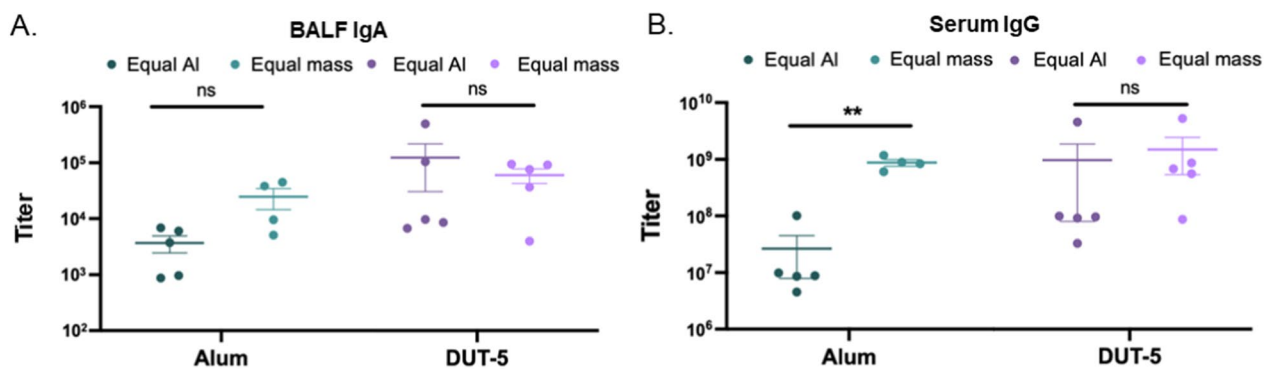 A.
BALF IgA
Equal Al Equal mass Equal Al Equal mass
ns ns
10⁶
10⁵
10⁴
10³
10²
Titer
Alum DUT-5
B.
Serum IgG
Equal Al Equal mass Equal Al Equal mass
** ns
10¹⁰
10⁹
10⁸
10⁷
10⁶
Titer
Alum DUT-5